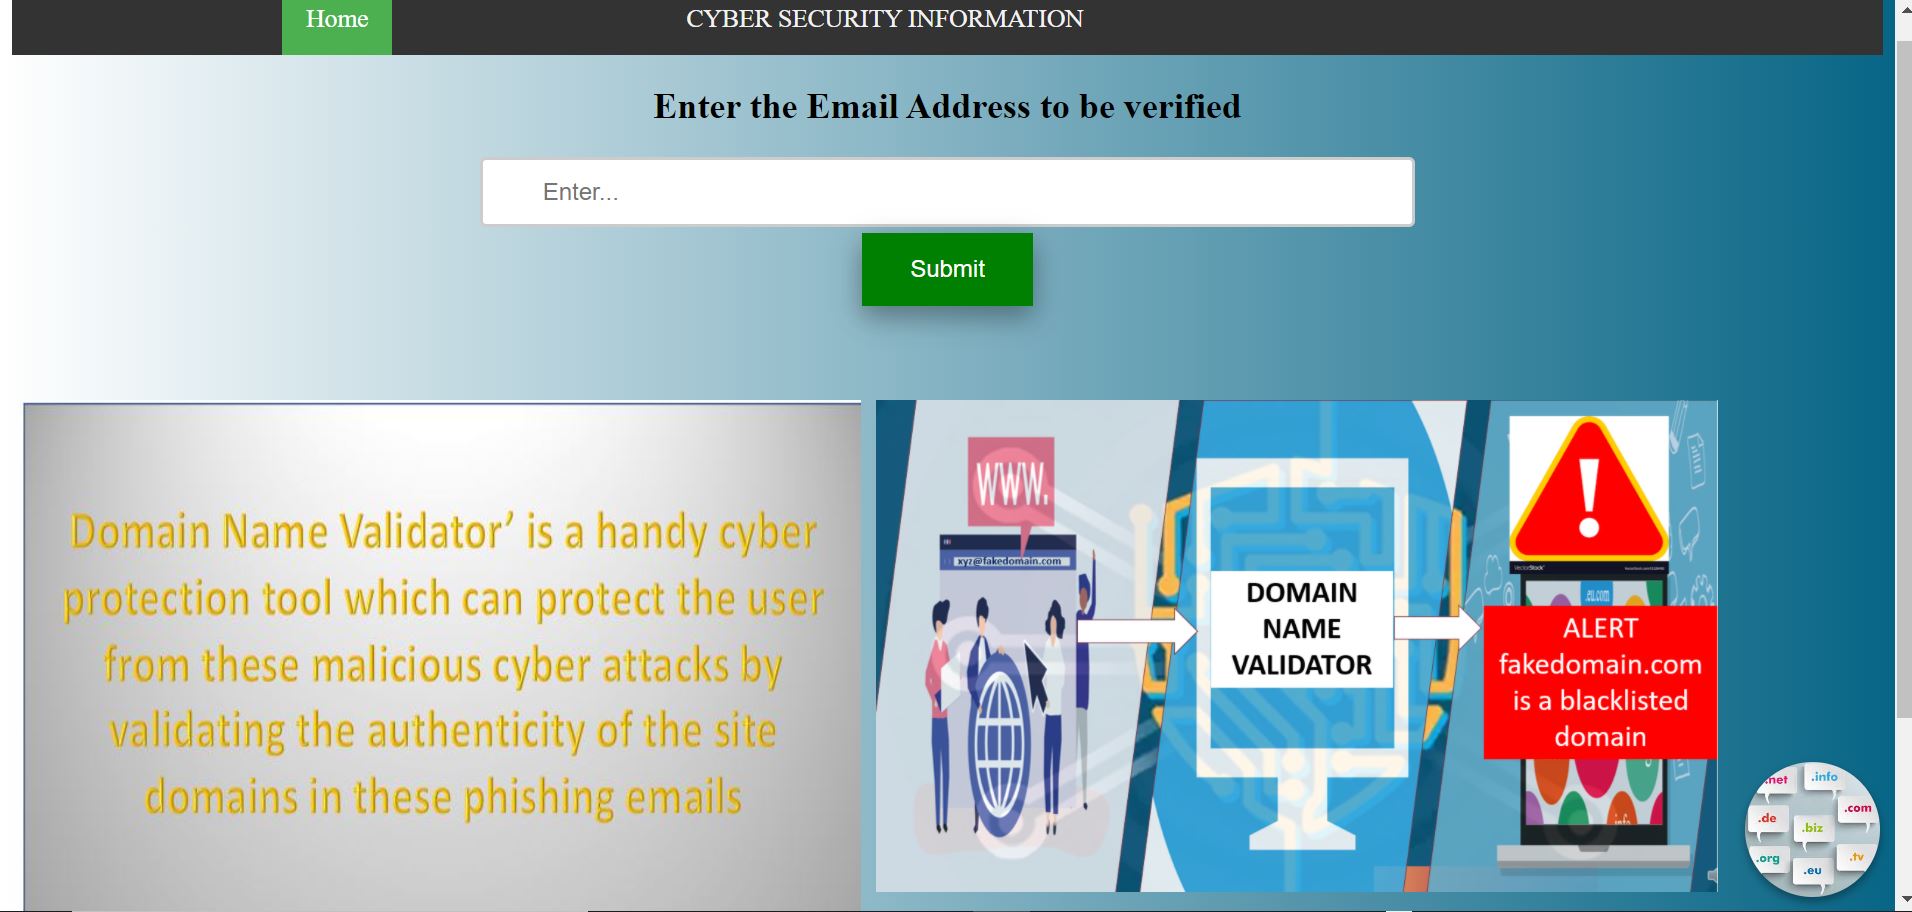 Home
CYBER SECURITY INFORMATION
Enter the Email Address to be verified
Enter...
Submit
Domain Name Validator’ is a handy cyber
protection tool which can protect the user
from these malicious cyber attacks by
validating the authenticity of the site
domains in these phishing emails
www.
xyz@fakedomain.com
DOMAIN
NAME
VALIDATOR
VectorStock
.eu.com
ALERT
fakedomain.com
is a blacklisted
domain
info
.net
.info
.com
.de
.biz
.org
.eu
.tv